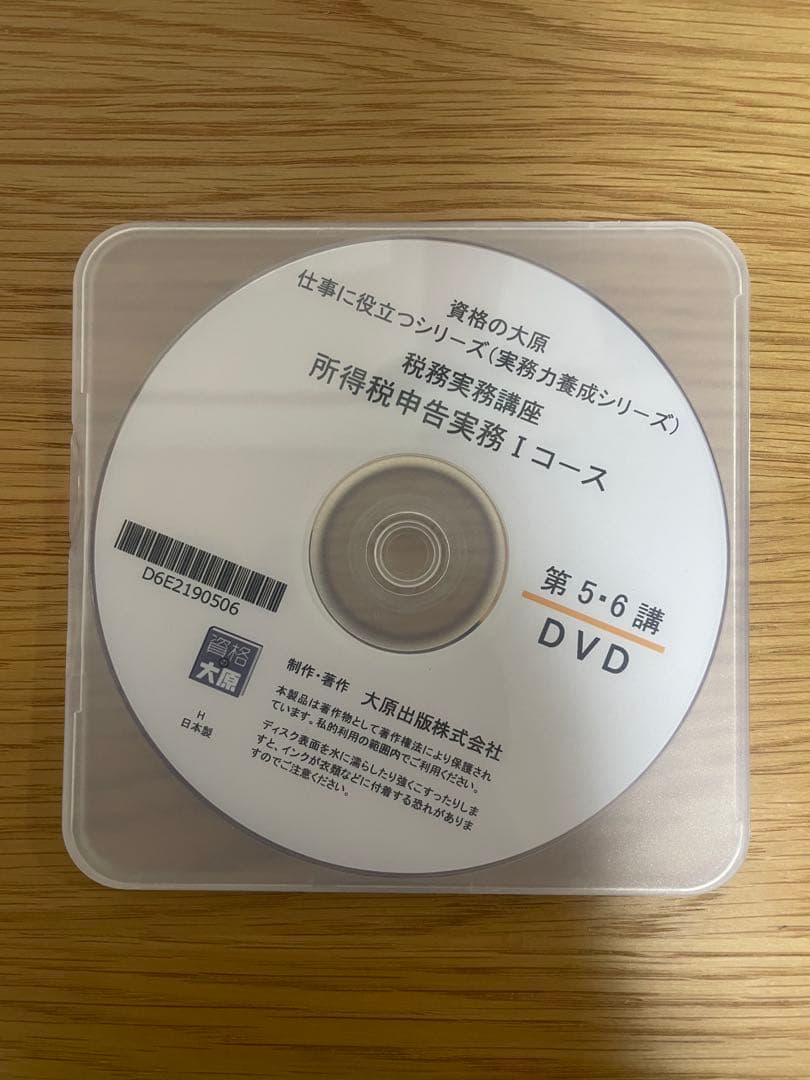 資格の大原
仕事に役立つシリーズ(実務力養成シリーズ)
税務実務講座
所得税申告実務Ⅰコース
D6E2190506
第5・6講
DVD
資格
の
大原
H
日本製
制作・著作 大原出版株式会社
本製品は著作物として著作権法により保護され
ています。私的利用の範囲内でご利用ください。
ディスク表面を水に濡らしたり強くこすったりしま
すと、インクが衣類などに付着する恐れがありま
すのでご注意ください。